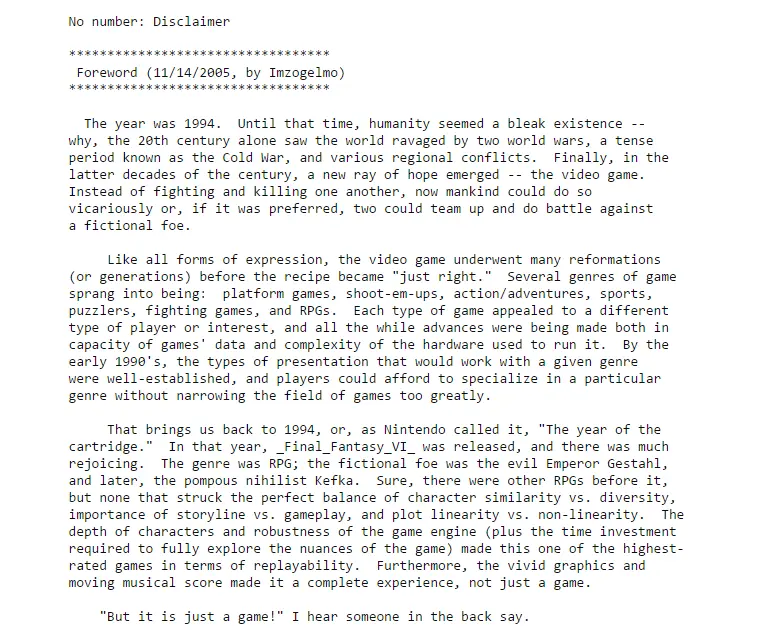 No number: Disclaimer
**********************************
Foreword (11/14/2005, by Imzogelmo)
**********************************
The year was 1994.  Until that time, humanity seemed a bleak existence --
why, the 20th century alone saw the world ravaged by two world wars, a tense
period known as the Cold War, and various regional conflicts.  Finally, in the
latter decades of the century, a new ray of hope emerged -- the video game.
Instead of fighting and killing one another, now mankind could do so
vicariously or, if it was preferred, two could team up and do battle against
a fictional foe.
Like all forms of expression, the video game underwent many reformations
(or generations) before the recipe became "just right."  Several genres of game
sprang into being:  platform games, shoot-em-ups, action/adventures, sports,
puzzlers, fighting games, and RPGs.  Each type of game appealed to a different
type of player or interest, and all the while advances were being made both in
capacity of games' data and complexity of the hardware used to run it.  By the
early 1990's, the types of presentation that would work with a given genre
were well-established, and players could afford to specialize in a particular
genre without narrowing the field of games too greatly.
That brings us back to 1994, or, as Nintendo called it, "The year of the
cartridge."  In that year, _Final_Fantasy_VI_ was released, and there was much
rejoicing.  The genre was RPG; the fictional foe was the evil Emperor Gestahl,
and later, the pompous nihilist Kefka.  Sure, there were other RPGs before it,
but none that struck the perfect balance of character similarity vs. diversity,
importance of storyline vs. gameplay, and plot linearity vs. non-linearity.  The
depth of characters and robustness of the game engine (plus the time investment
required to fully explore the nuances of the game) made this one of the highest-
rated games in terms of replayability.  Furthermore, the vivid graphics and
moving musical score made it a complete experience, not just a game.
"But it is just a game!" I hear someone in the back say.